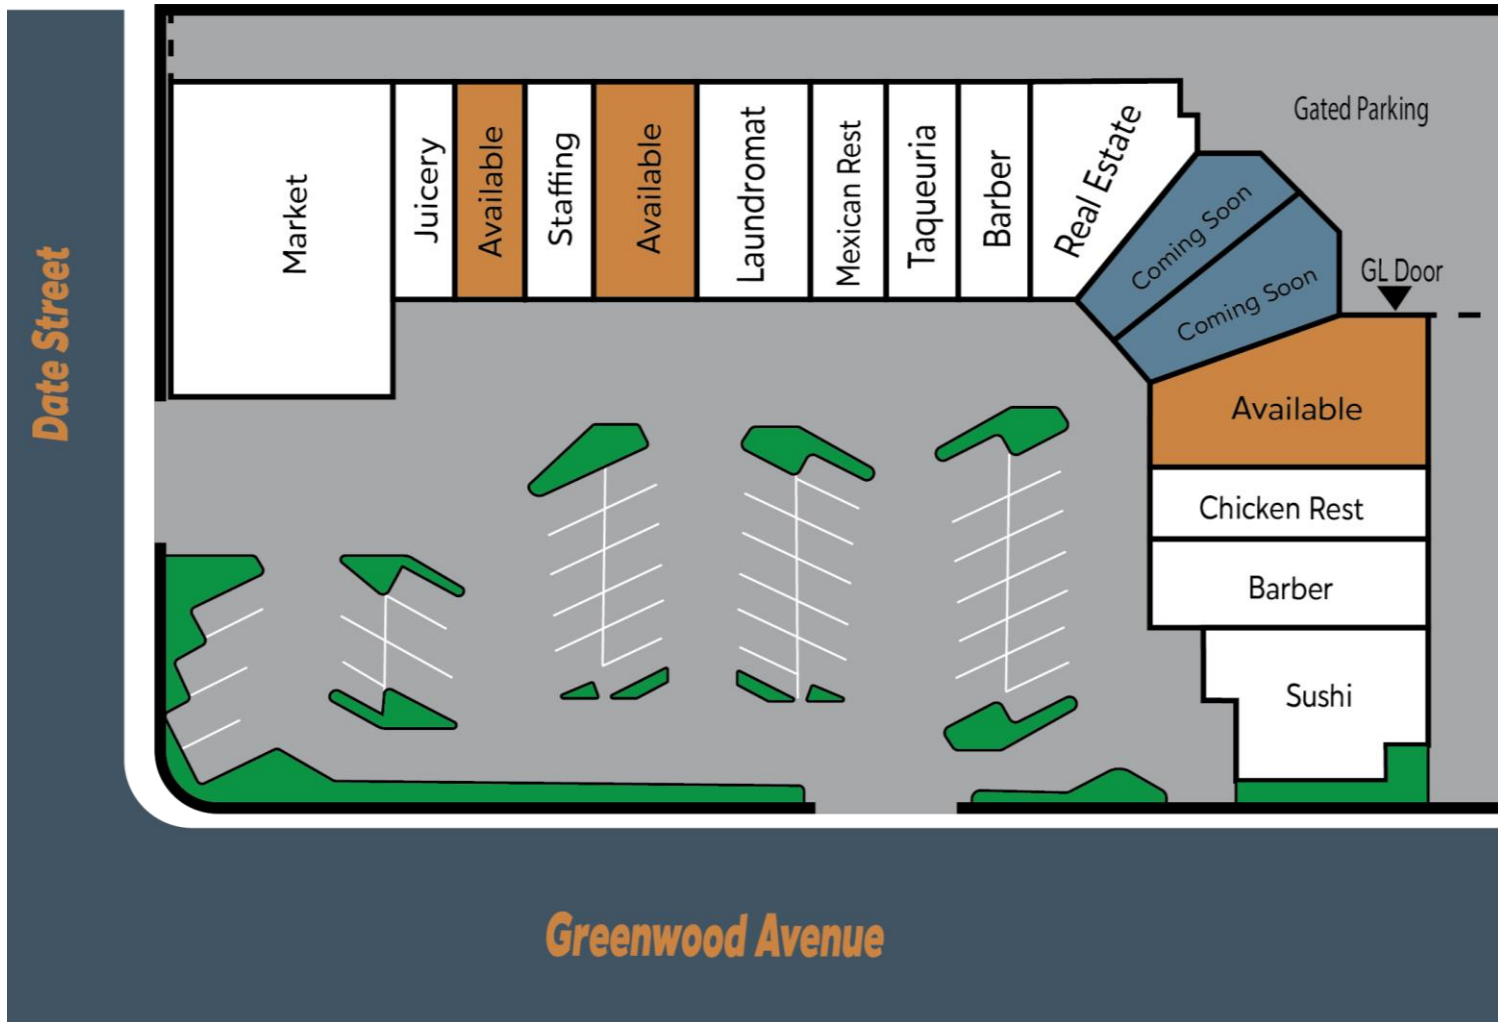 Gated Parking
Market
Juicery
Available
Staffing
Available
Laundromat
Mexican Rest
Taqueuria
Barber
Real Estate
Coming Soon
Coming Soon
GL Door
Date Street
Available
Chicken Rest
Barber
Sushi
Greenwood Avenue